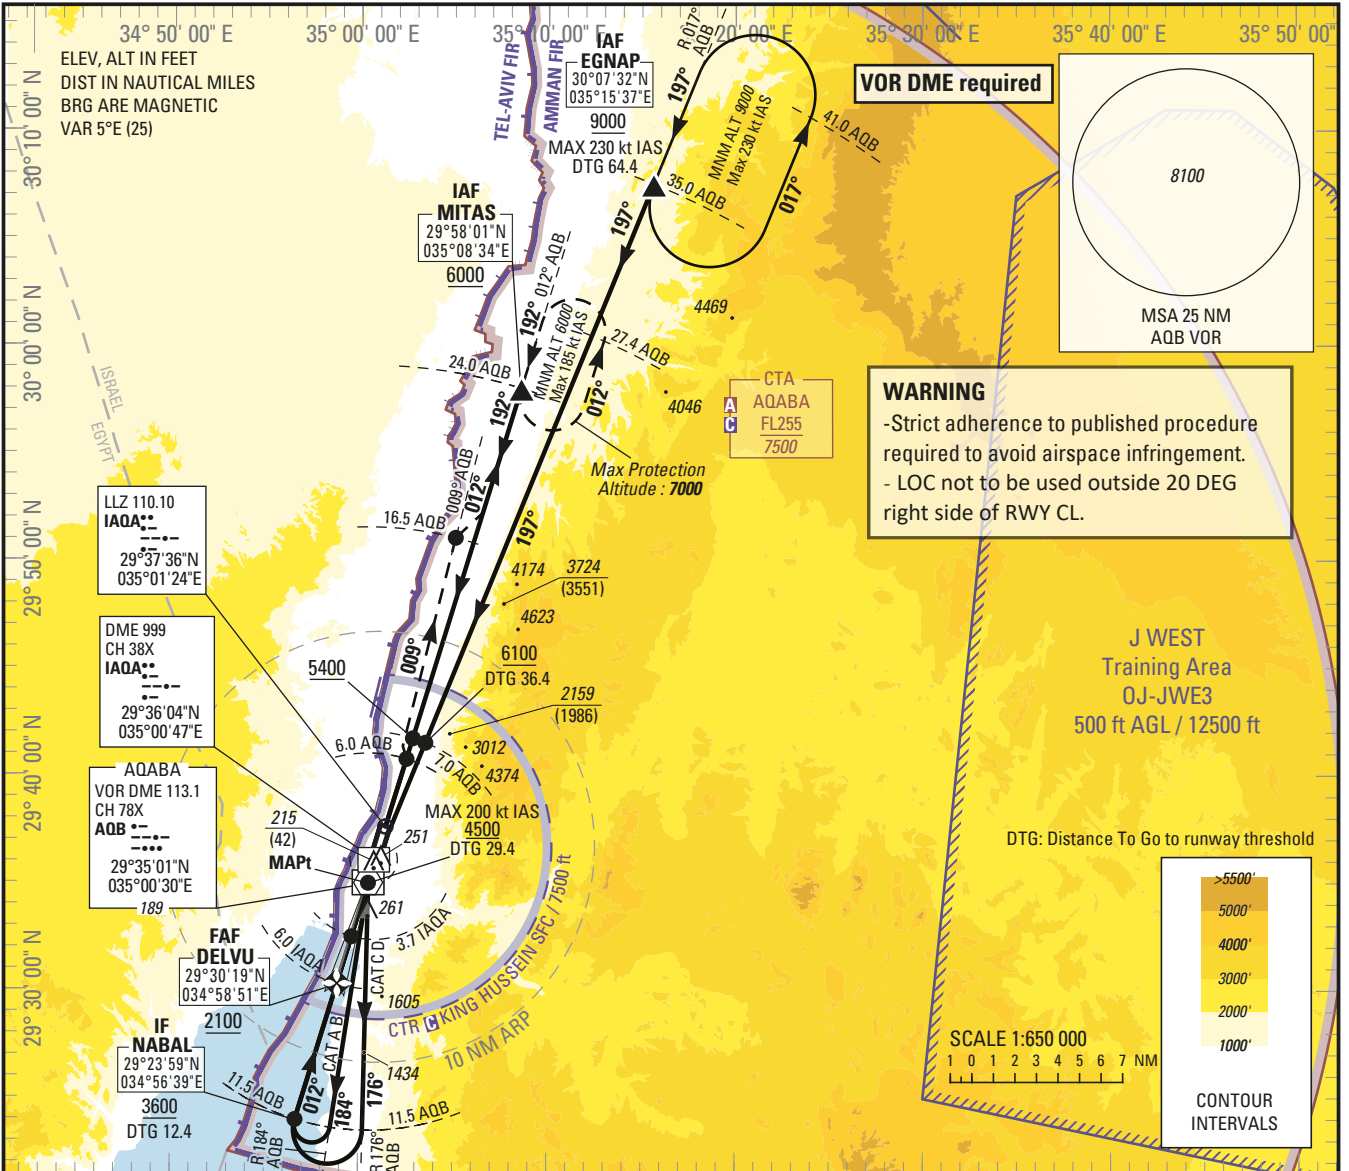 34° 50' 00" E
35° 00' 00" E
35° 10' 00" E
20' 00" E
35° 30' 00" E
35° 40' 00" E
35° 50' 00"
30° 10' 00" N
30° 00' 00" N
29° 50' 00" N
29° 40' 00" N
29° 30' 00" N
ELEV, ALT IN FEET
DIST IN NAUTICAL MILES
BRG ARE MAGNETIC
VAR 5°E (25)
TEL-AVIV FIR
AMMAN FIR
IAF
EGNAP
30°07'32"N
035°15'37"E
9000
MAX 230 kt IAS
DTG 64.4
R 017°
AQB
197°
MNM ALT 9000
Max 230 kt IAS
017°
41.0 AQB
35.0 AQB
197°
VOR DME required
8100
MSA 25 NM
AQB VOR
IAF
MITAS
29°58'01"N
035°08'34"E
6000
012° AQB
192°
MNM ALT 6000
Max 185 kt IAS
012°
24.0 AQB
27.4 AQB
192°
4469
4046
CTA
AQABA
A
C
FL255
7500
WARNING
-Strict adherence to published procedure
required to avoid airspace infringement.
- LOC not to be used outside 20 DEG
right side of RWY CL.
Max Protection
Altitude : 7000
ISRAEL
EGYPT
009° AQB
012°
16.5 AQB
197°
LLZ 110.10
IAQA
29°37'36"N
035°01'24"E
4174
3724
(3551)
4623
6100
DTG 36.4
DME 999
CH 38X
IAQA
29°36'04"N
035°00'47"E
5400
009°
2159
(1986)
6.0 AQB
7.0 AQB
3012
4374
J WEST
Training Area
OJ-JWE3
500 ft AGL / 12500 ft
AQABA
VOR DME 113.1
CH 78X
AQB
29°35'01"N
035°00'30"E
189
215
(42)
MAPt
251
MAX 200 kt IAS
4500
DTG 29.4
261
3.7 IAQA
6.0 IAQA
CAT C D
CAT A B
1605
CTR C KING HUSSEIN SFC / 7500 ft
10 NM ARP
FAF
DELVU
29°30'19"N
034°58'51"E
2100
IF
NABAL
29°23'59"N
034°56'39"E
3600
DTG 12.4
11.5 AQB
012°
184°
176°
1434
11.5 AQB
R 184°
AQB
R 176°
AQB
DTG: Distance To Go to runway threshold
>5500'
5000'
4000'
3000'
2000'
1000'
CONTOUR
INTERVALS
SCALE 1:650 000
1 0 1 2 3 4 5 6 7 NM